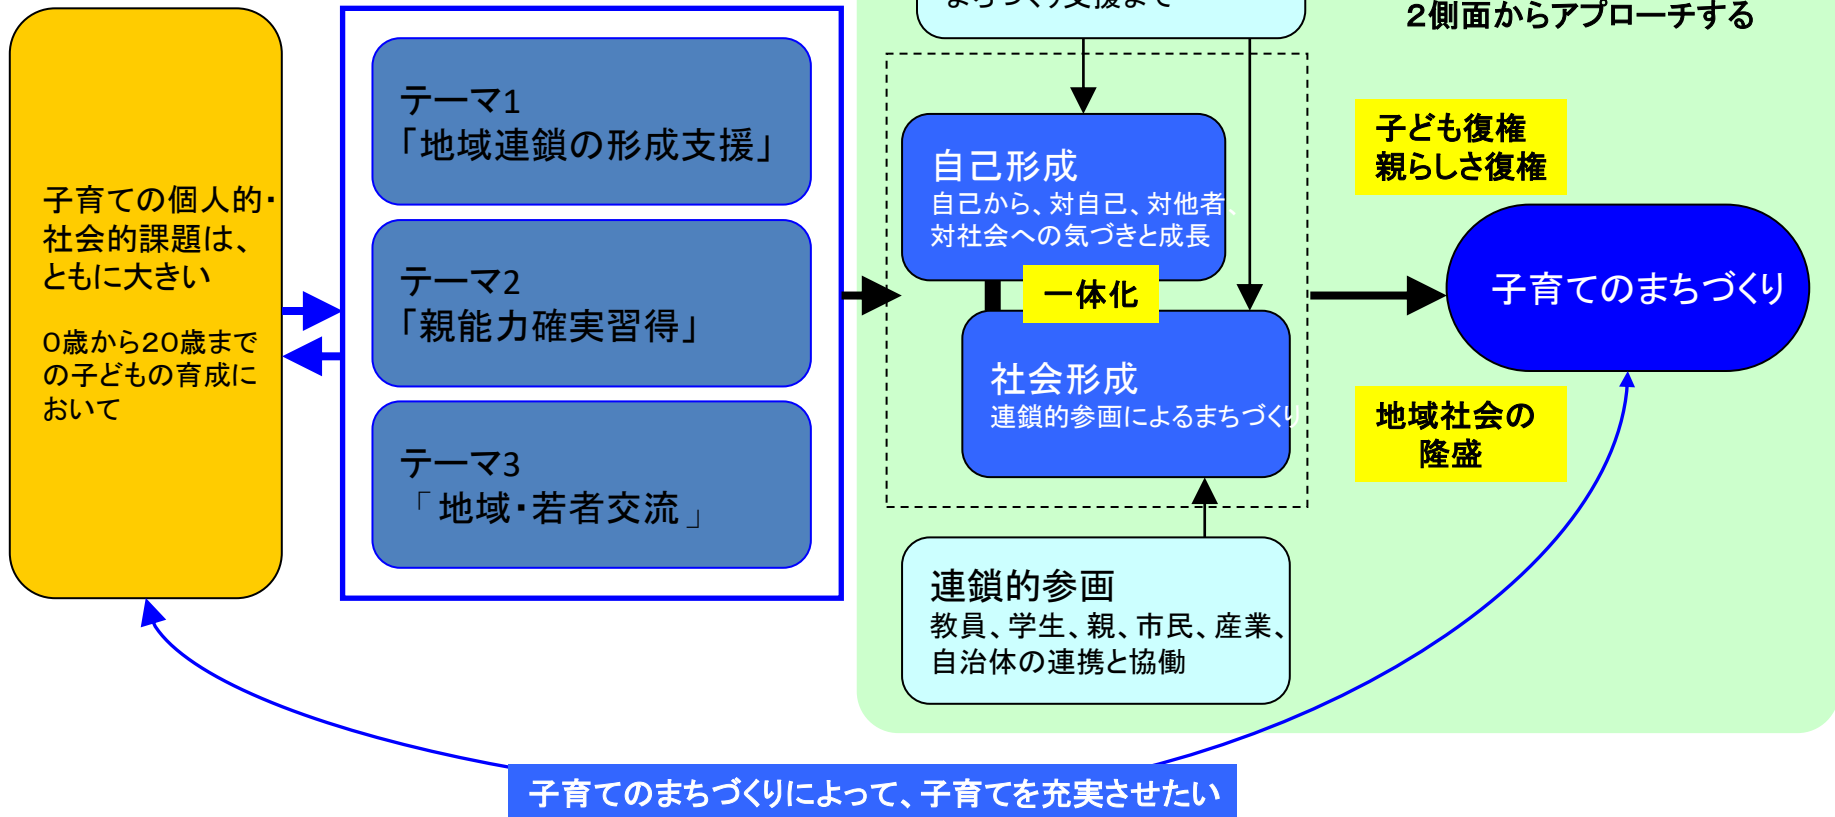 まちづくり支援まで
2側面からアプローチする
子育ての個人的・
社会的課題は、
ともに大きい
0歳から20歳まで
の子どもの育成に
おいて
テーマ1
「地域連鎖の形成支援」
テーマ2
「親能力確実習得」
テーマ3
「地域・若者交流」
自己形成
自己から、対自己、対他者、
対社会への気づきと成長
一体化
社会形成
連鎖的参画によるまちづくり
連鎖的参画
教員、学生、親、市民、産業、
自治体の連携と協働
子ども復権
親らしさ復権
子育てのまちづくり
地域社会の
隆盛
子育てのまちづくりによって、子育てを充実させたい